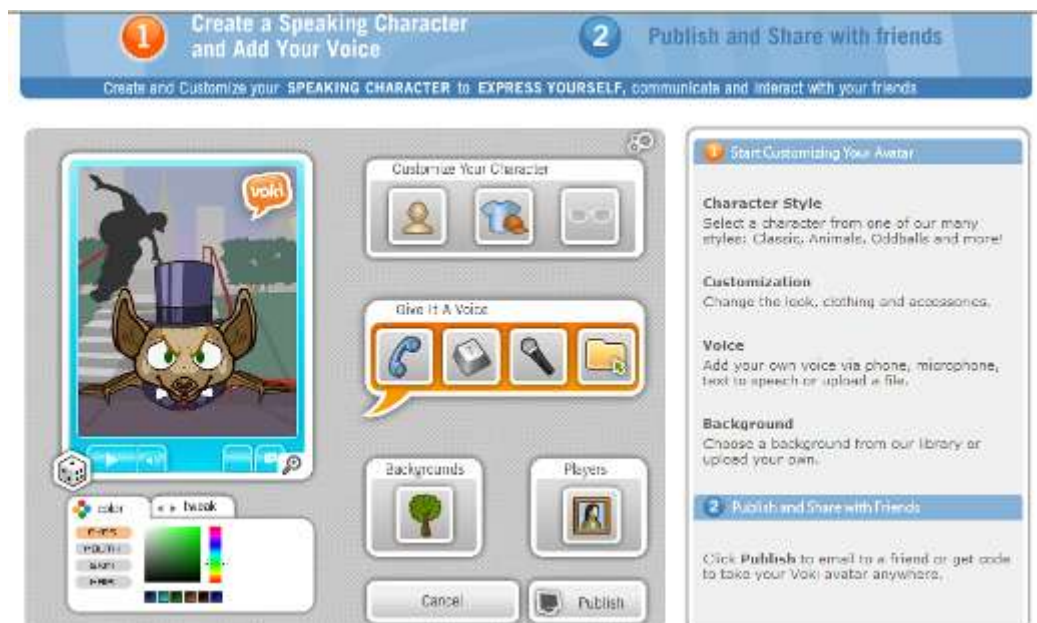 1
Create a Speaking Character
and Add Your Voice
2
Publish and Share with friends
Create and Customize your SPEAKING CHARACTER to EXPRESS YOURSELF, communicate and interact with your friends
voki
Customize Your Character
Give It A Voice
Backgrounds
Players
color
tweak
EYES
MOUTH
SKIN
HAIR
Cancel
Publish
1 Start Customizing Your Avatar
Character Style
Select a character from one of our many
styles: Classic, Animals, Oddballs and more!
Customization
Change the look, clothing and accessories.
Voice
Add your own voice via phone, microphone,
text to speech or upload a file.
Background
Choose a background from our library or
upload your own.
2 Publish and Share with Friends
Click Publish to email to a friend or get code
to take your Voki avatar anywhere.